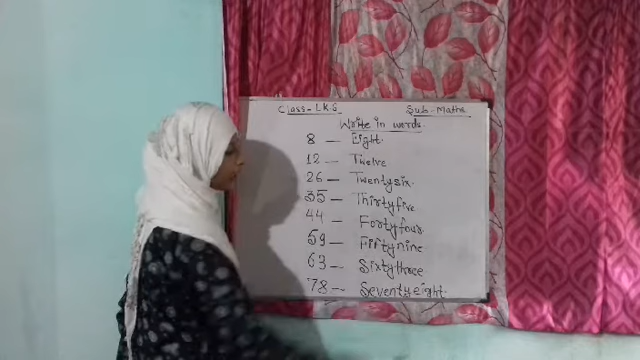 Class - LKG Sub - Maths
Write in words.
8 — Eight.
12 — Twelve
26 — Twentysix.
35 — Thirtyfive
44 — Fortyfour
59 — Fiftynine
63 — Sixtythree
78 — Seventyeight.